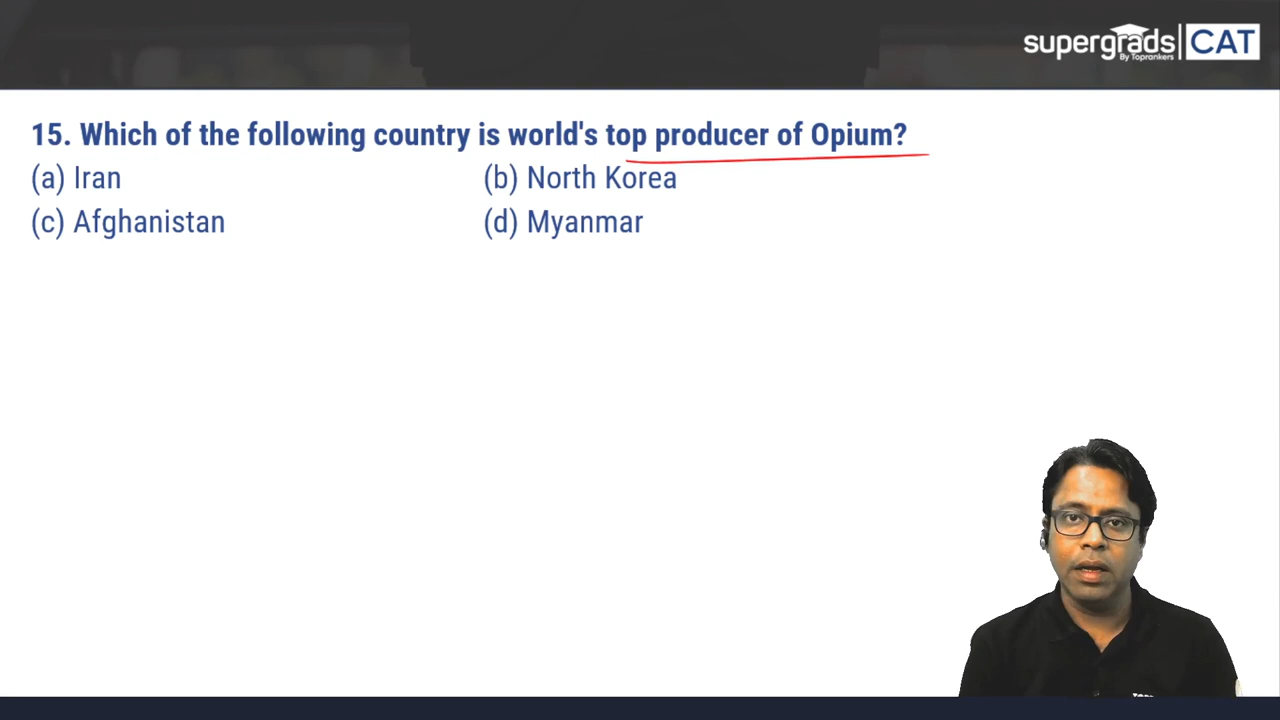 supergrads CAT
By Toprankers
15. Which of the following country is world's top producer of Opium?
(a) Iran (b) North Korea
(c) Afghanistan (d) Myanmar